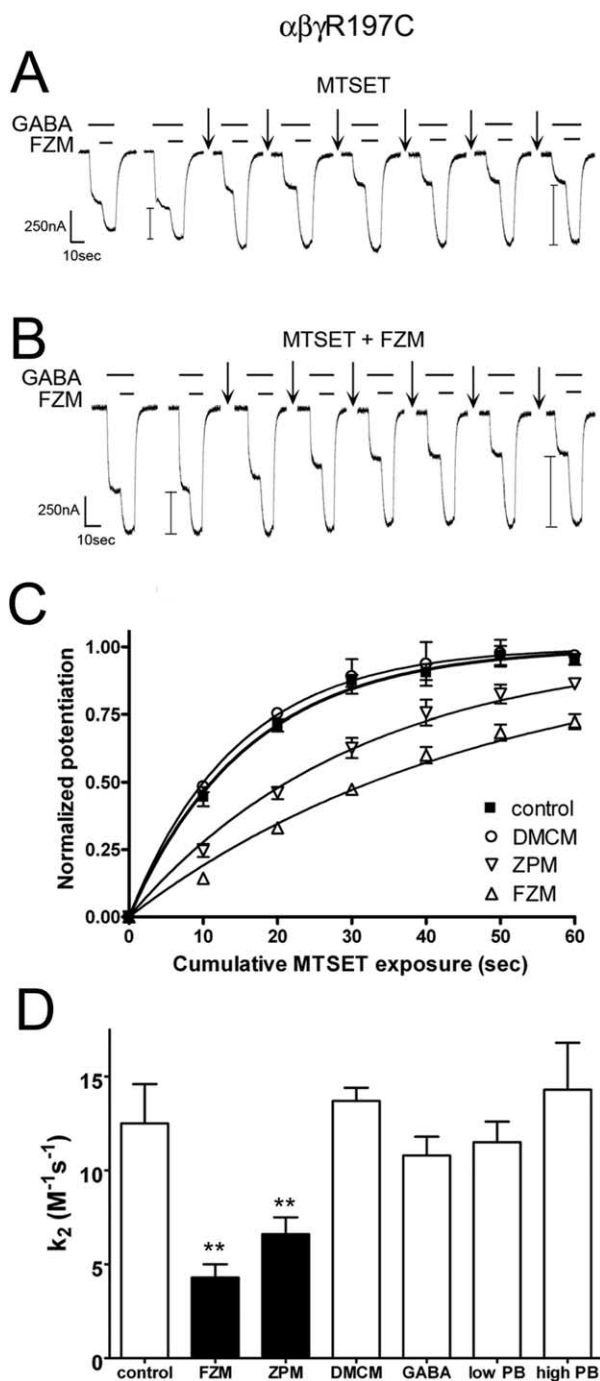 αβγR197C
A
MTSET
GABA
FZM
250nA
10sec
B
MTSET + FZM
GABA
FZM
250nA
10sec
C
1.00
0.75
0.50
0.25
0.00
Normalized potentiation
control
DMCM
ZPM
FZM
0 10 20 30 40 50 60
Cumulative MTSET exposure (sec)
D
15
10
5
0
k₂ (M⁻¹s⁻¹)
** **
control FZM ZPM DMCM GABA low PB high PB